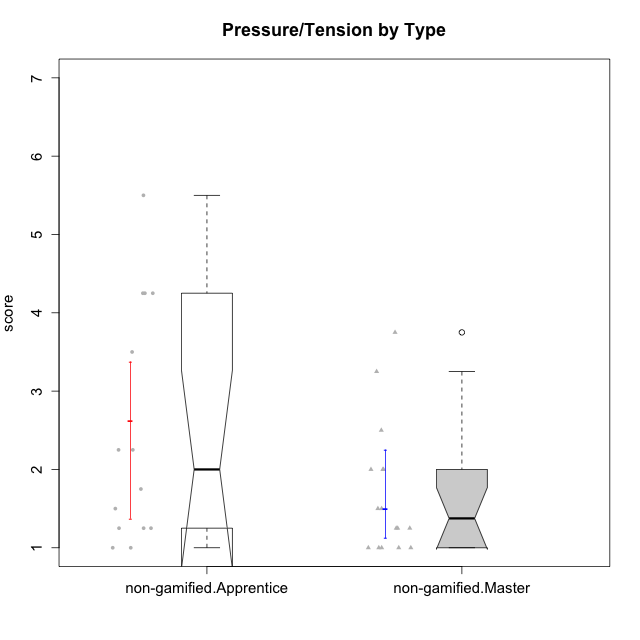 Pressure/Tension by Type
7
6
5
4
3
2
1
score
non-gamified.Apprentice
non-gamified.Master